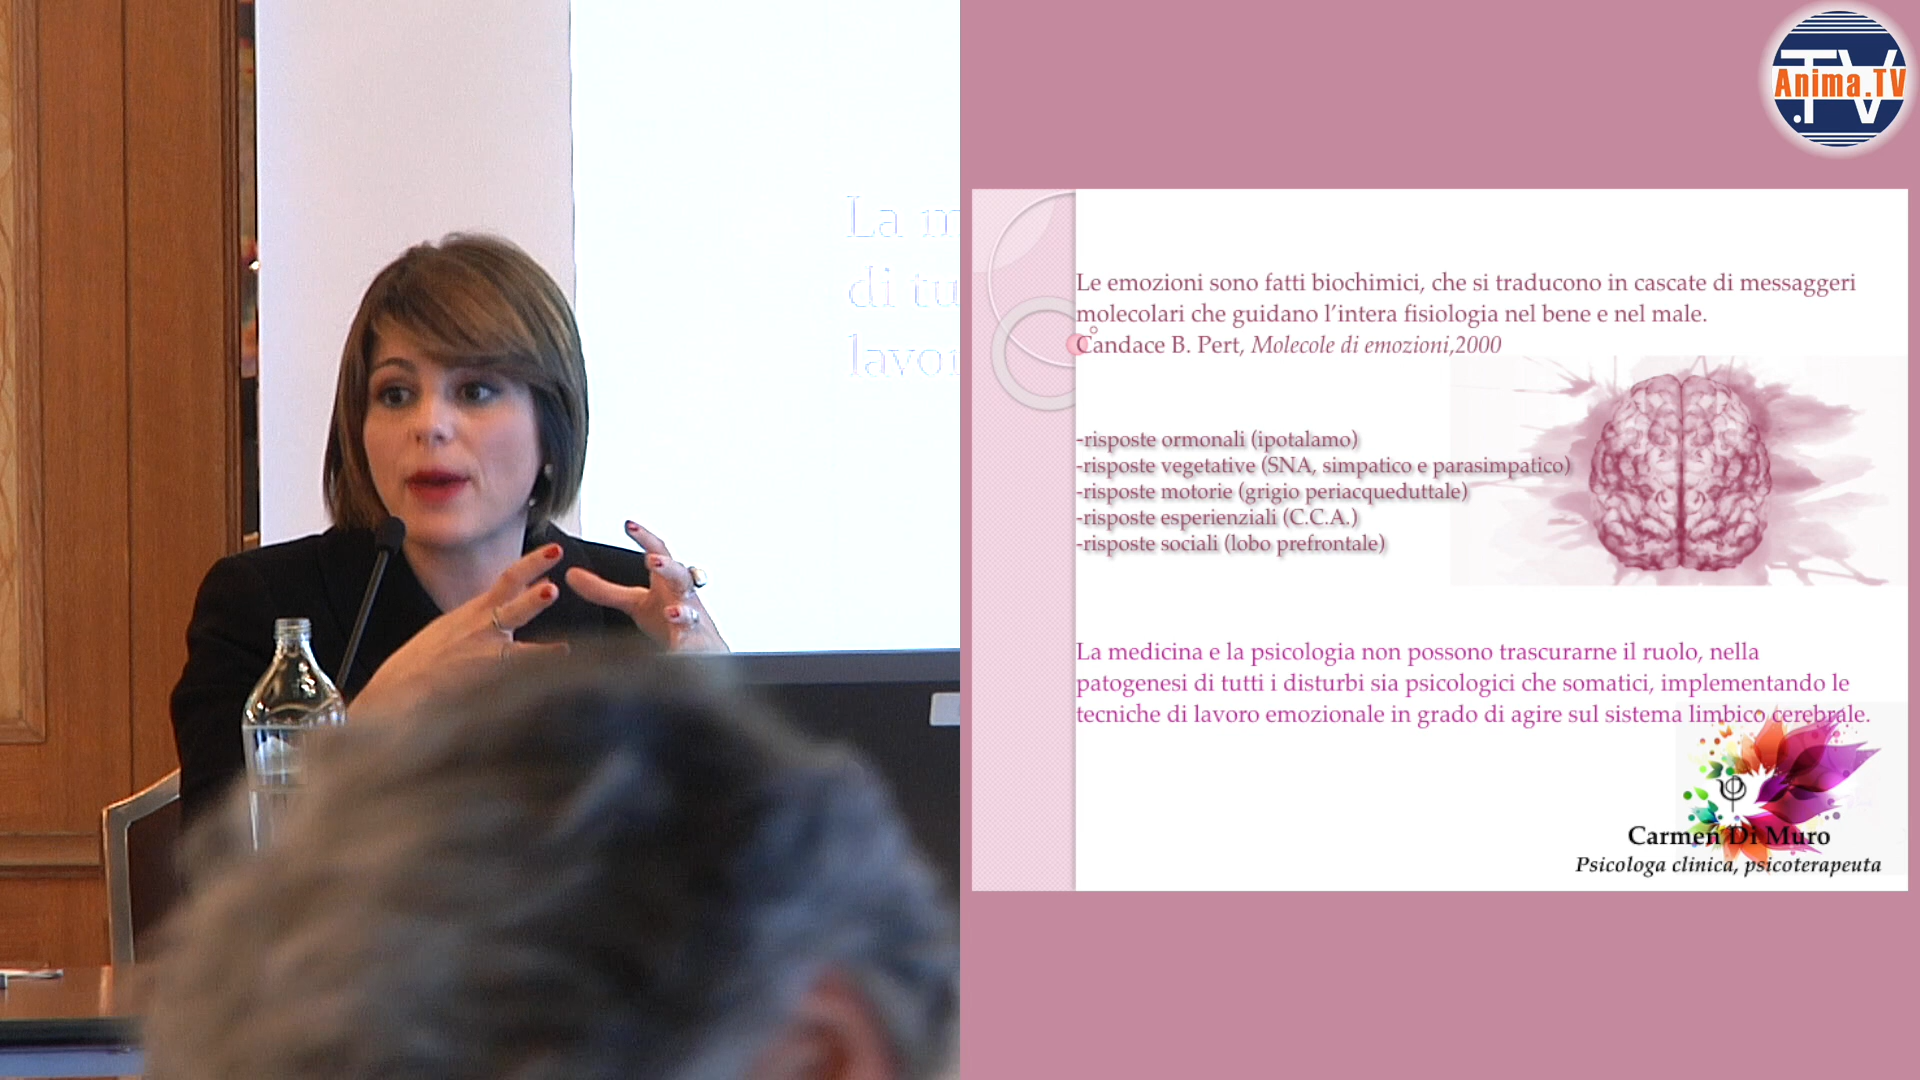 La m
di tu
lavor
.TV
Anima.TV
Le emozioni sono fatti biochimici, che si traducono in cascate di messaggeri
molecolari che guidano l'intera fisiologia nel bene e nel male.
Candace B. Pert, Molecole di emozioni,2000
-risposte ormonali (ipotalamo)
-risposte vegetative (SNA, simpatico e parasimpatico)
-risposte motorie (grigio periacqueduttale)
-risposte esperienziali (C.C.A.)
-risposte sociali (lobo prefrontale)
La medicina e la psicologia non possono trascurarne il ruolo, nella
patogenesi di tutti i disturbi sia psicologici che somatici, implementando le
tecniche di lavoro emozionale in grado di agire sul sistema limbico cerebrale.
ψ
Carmen Di Muro
Psicologa clinica, psicoterapeuta